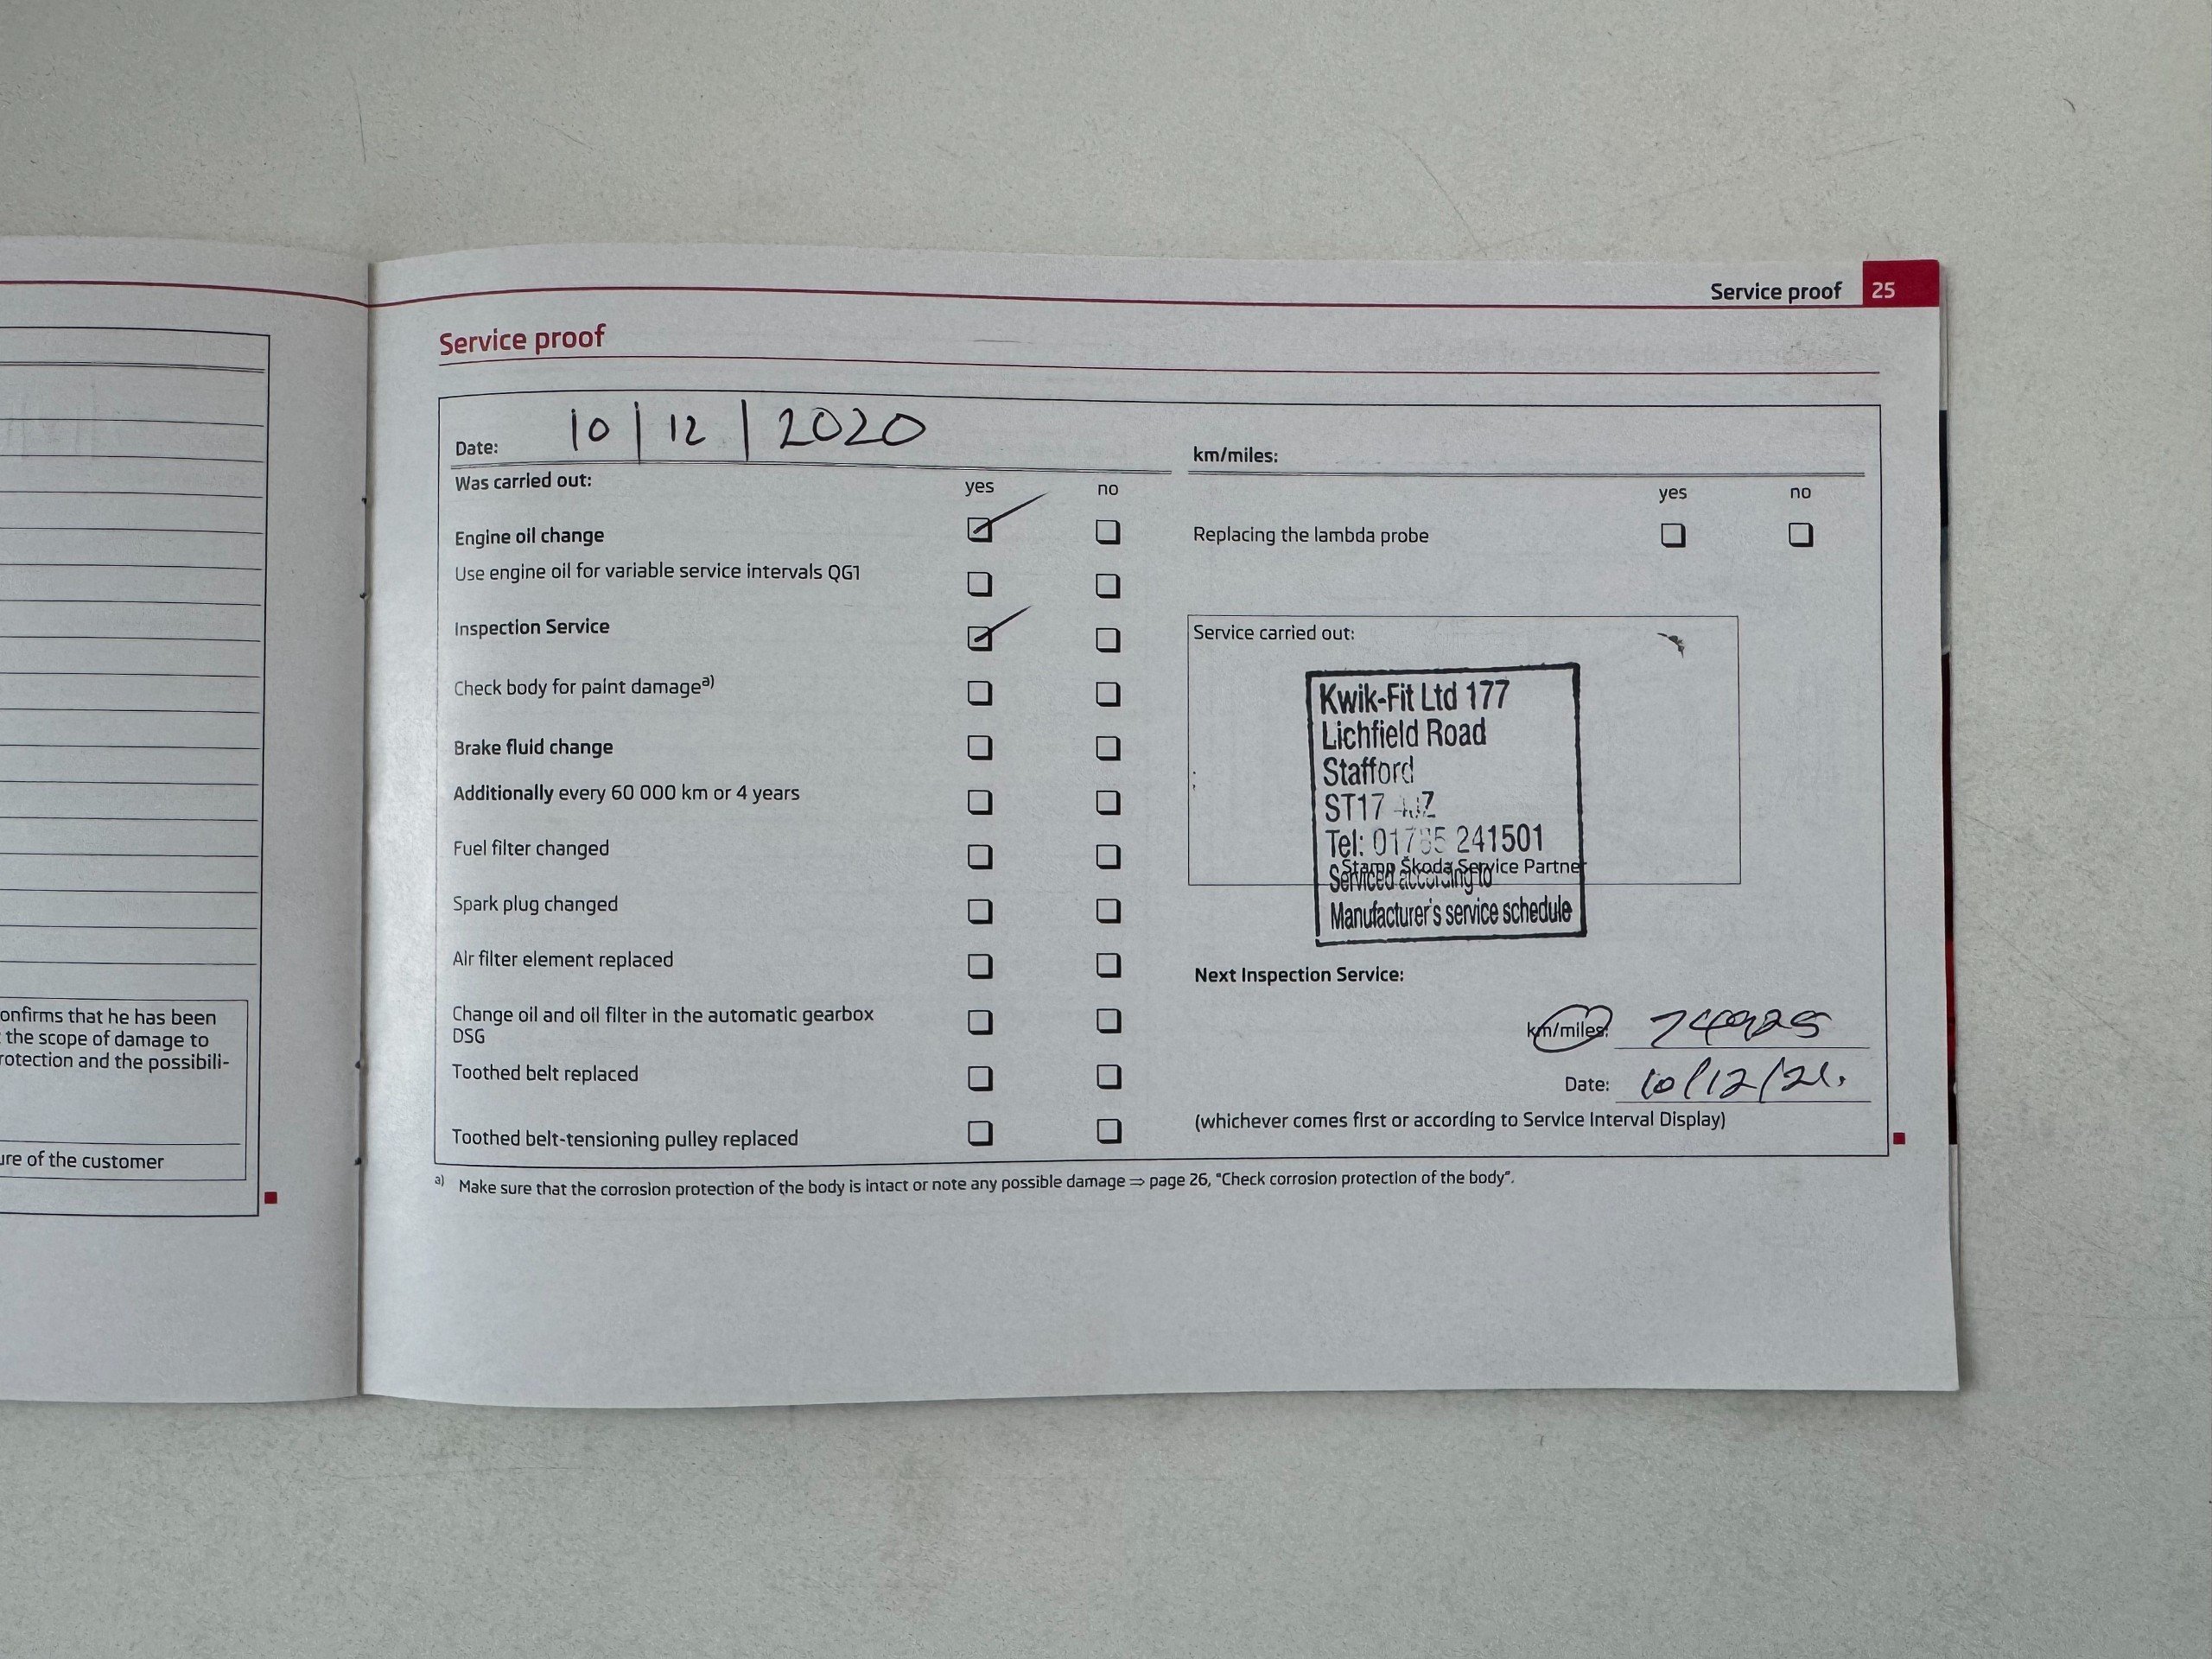 Service proof 25
onfirms that he has been
the scope of damage to
rotection and the possibili-
ure of the customer
Service proof
Date: 10/12/2020
km/miles:
Was carried out:
yes no
Engine oil change
Use engine oil for variable service intervals QG1
Inspection Service
Check body for paint damage a)
Brake fluid change
Additionally every 60 000 km or 4 years
Fuel filter changed
Spark plug changed
Air filter element replaced
Change oil and oil filter in the automatic gearbox
DSG
Toothed belt replaced
Toothed belt-tensioning pulley replaced
yes no
Replacing the lambda probe
Service carried out:
Kwik-Fit Ltd 177
Lichfield Road
Stafford
ST17
Tel: 01785 241501
Stamp Škoda Service Partner
Serviced according to
Manufacturer's service schedule
Next Inspection Service:
km/miles: 74925
Date: 10/12/21.
(whichever comes first or according to Service Interval Display)
a) Make sure that the corrosion protection of the body is intact or note any possible damage ⇒ page 26, "Check corrosion protection of the body".